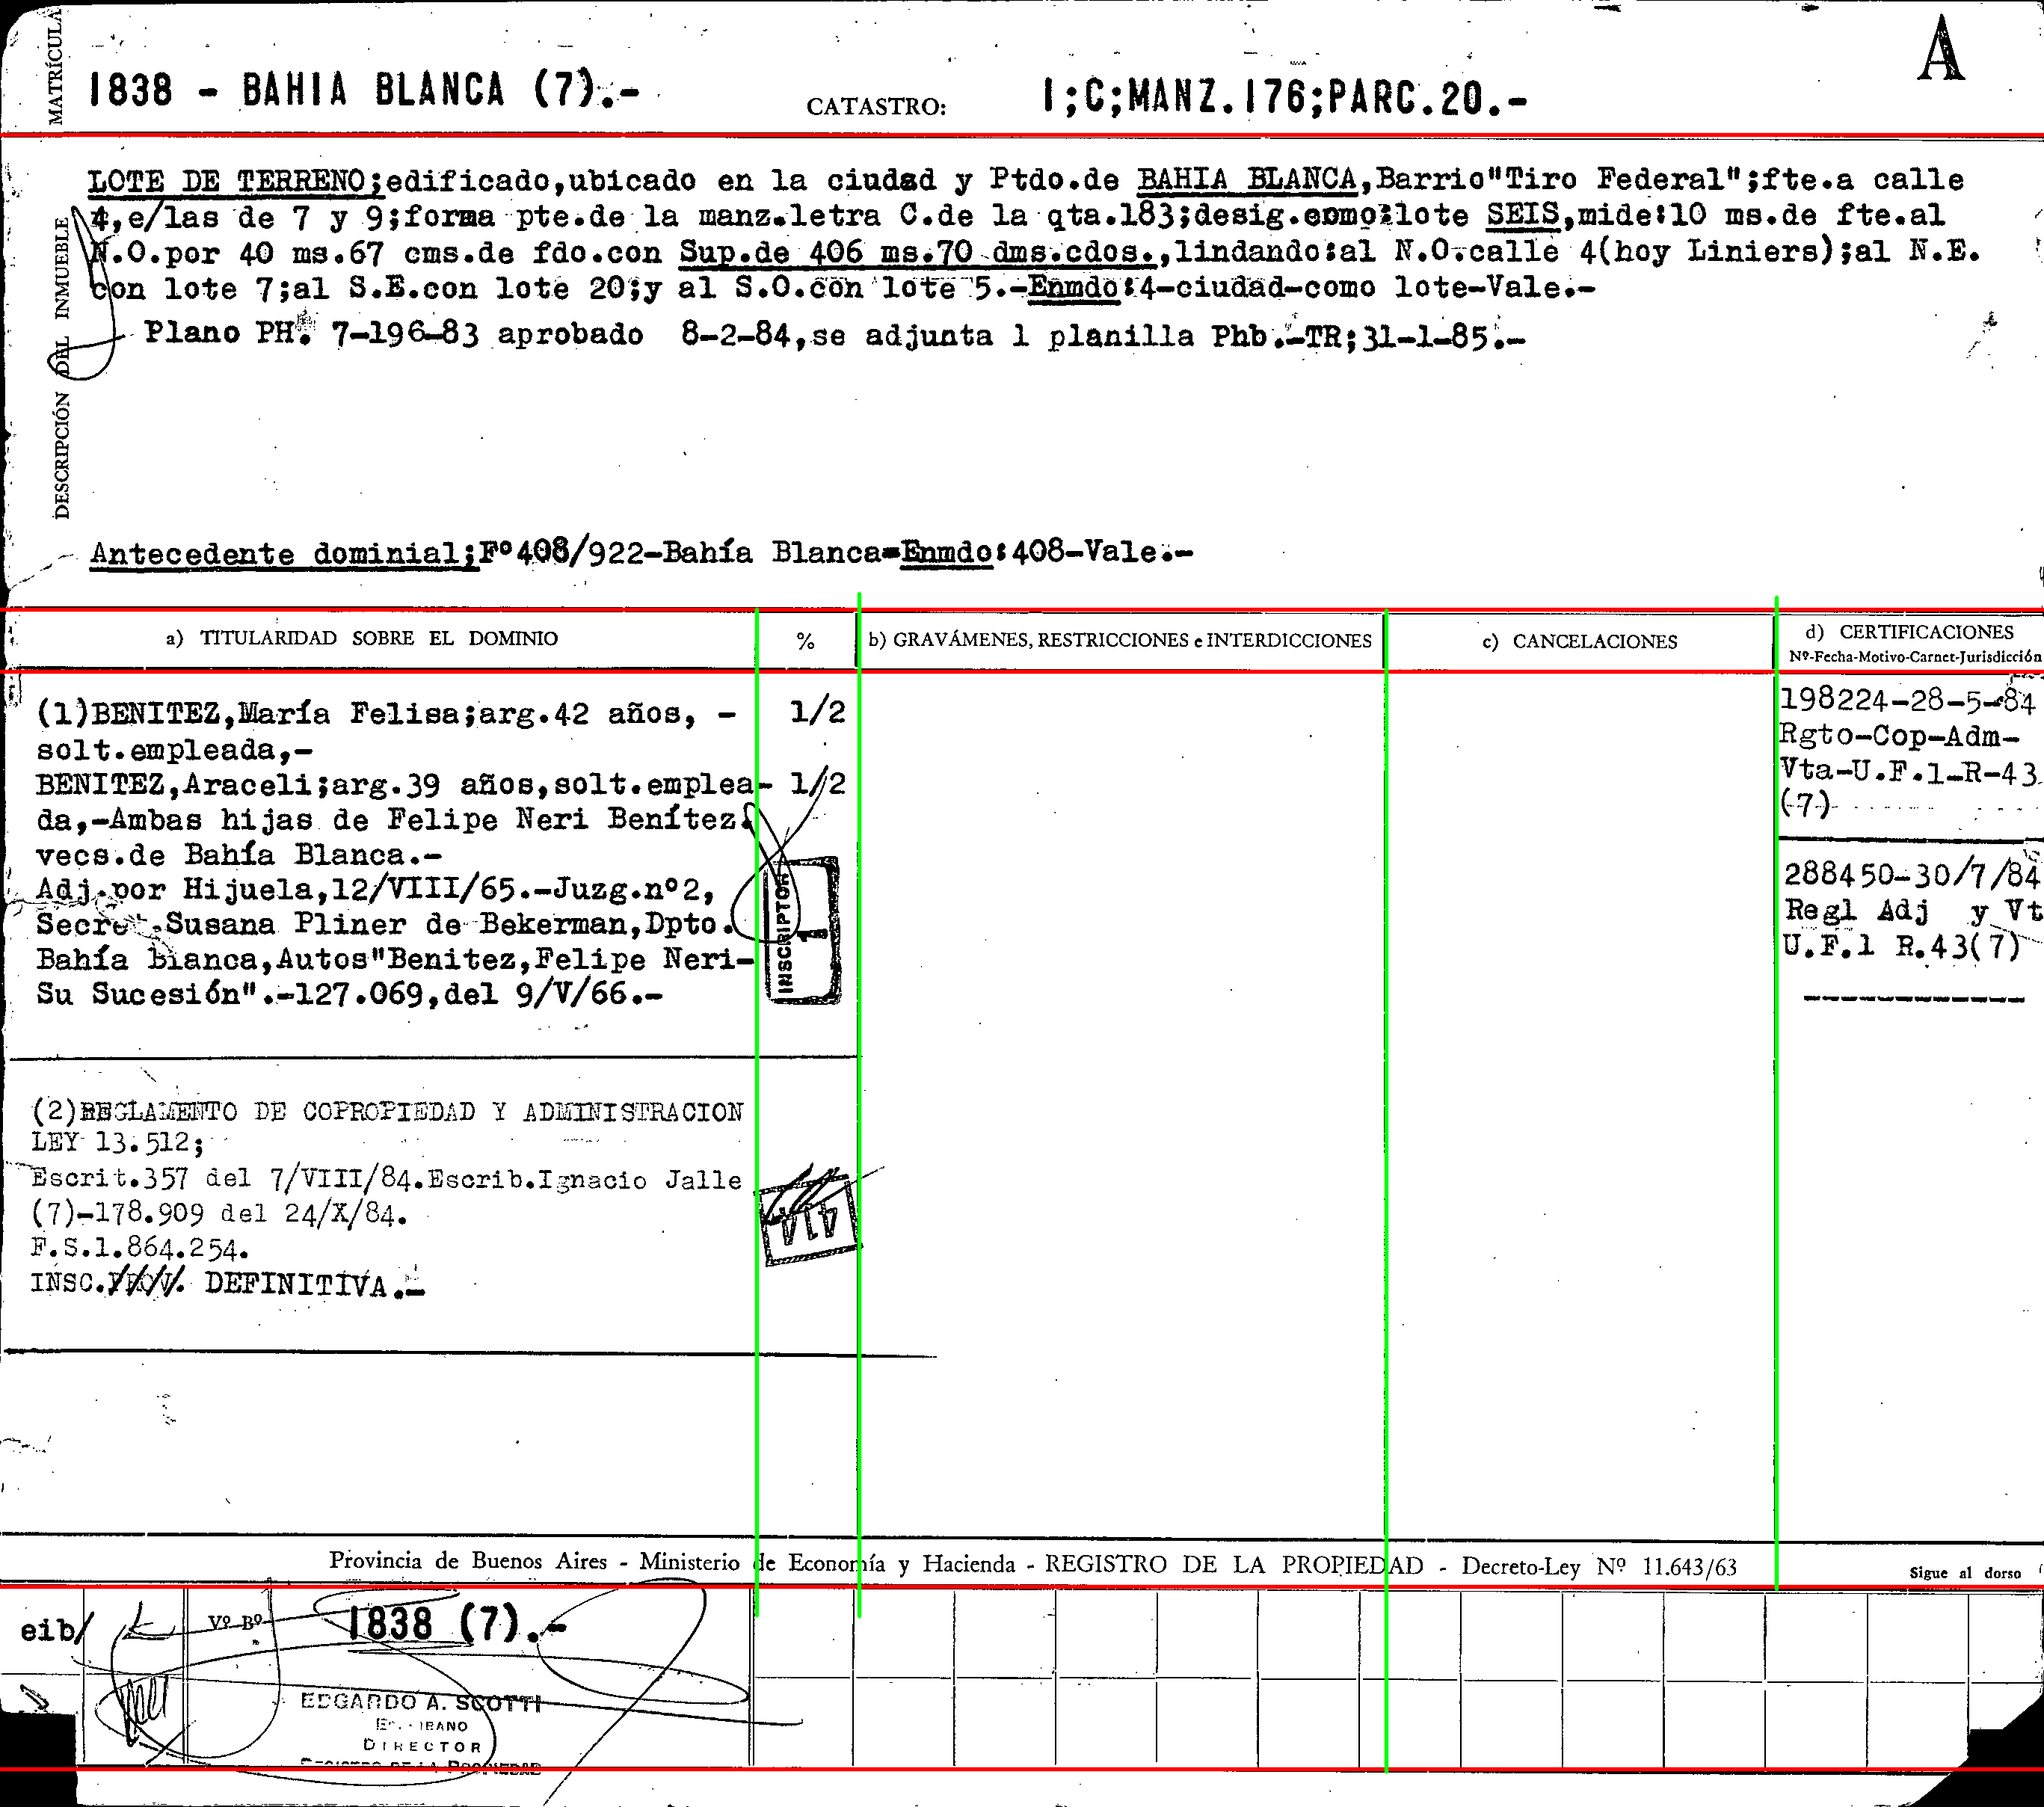 A
MATRÍCULA
1838 - BAHIA BLANCA (7).-
CATASTRO:
I;C;MANZ.176;PARC.20.-
DESCRIPCIÓN DEL INMUEBLE
LOTE DE TERRENO;edificado,ubicado en la ciudad y Ptdo.de BAHIA BLANCA,Barrio"Tiro Federal";fte.a calle
4,e/las de 7 y 9;forma pte.de la manz.letra C.de la qta.183;desig.como:lote SEIS,mide:10 ms.de fte.al
N.O.por 40 ms.67 cms.de fdo.con Sup.de 406 ms.70 dms.cdos.,lindando:al N.O.calle 4(hoy Liniers);al N.E.
con lote 7;al S.E.con lote 20;y al S.O.con lote 5.-Enmdo:4-ciudad-como lote-Vale.-
Plano PH. 7-196-83 aprobado 8-2-84,se adjunta 1 planilla Phb.-TR;31-1-85.-
Antecedente dominial;Fº408/922-Bahía Blanca-Enmdo:408-Vale.-
a) TITULARIDAD SOBRE EL DOMINIO
%
b) GRAVÁMENES, RESTRICCIONES e INTERDICCIONES
c) CANCELACIONES
d) CERTIFICACIONES
Nº-Fecha-Motivo-Carnet-Jurisdicción
(1)BENITEZ,María Felisa;arg.42 años, - 1/2
solt.empleada,-
BENITEZ,Araceli;arg.39 años,solt.emplea- 1/2
da,-Ambas hijas de Felipe Neri Benítez.
vecs.de Bahía Blanca.-
Adj.por Hijuela,12/VIII/65.-Juzg.nº2,
Secret.Susana Pliner de Bekerman,Dpto.
Bahía Blanca,Autos"Benitez,Felipe Neri-
Su Sucesión".-127.069,del 9/V/66.-
INSCRIPTOR
1
(2)REGLAMENTO DE COPROPIEDAD Y ADMINISTRACION
LEY 13.512;
Escrit.357 del 7/VIII/84.Escrib.Ignacio Jalle
(7)-178.909 del 24/X/84.
F.S.1.864.254.
INSC.PROV. DEFINITIVA.-
198224-28-5-84
Rgto-Cop-Adm-
Vta-U.F.1-R-43
(7)
288450-30/7/84
Regl Adj y Vt
U.F.1 R.43(7)
Provincia de Buenos Aires - Ministerio de Economía y Hacienda - REGISTRO DE LA PROPIEDAD - Decreto-Ley Nº 11.643/63
Sigue al dorso
eib/
Vº Bº
1838 (7).-
EDGARDO A. SCOTTI
DIRECTOR
REGISTRO DE LA PROPIEDAD